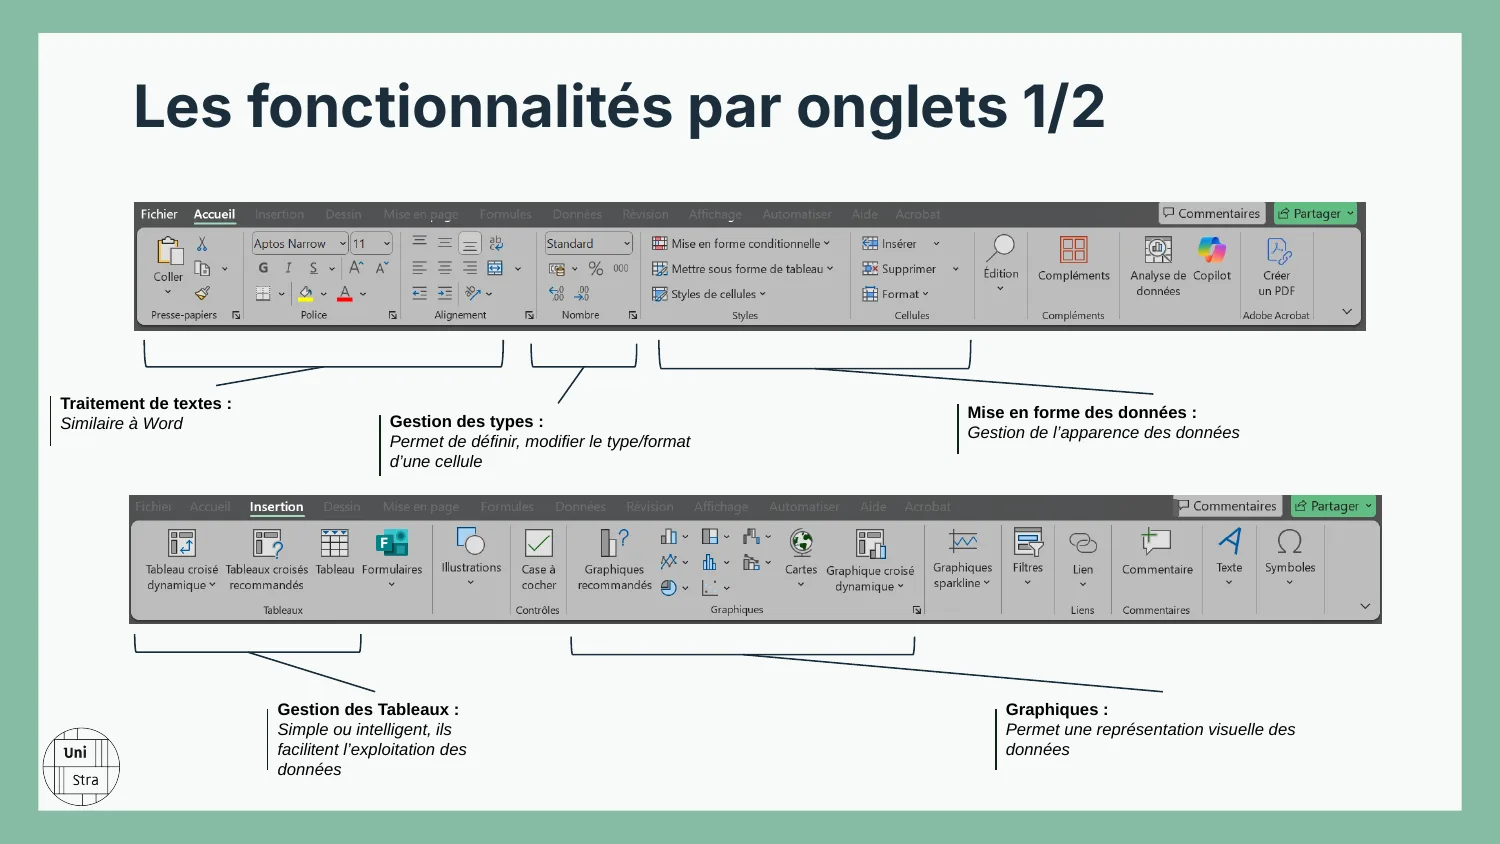 Les fonctionnalités par onglets 1/2
Fichier Accueil Insertion Dessin Mise en page Formules Données Révision Affichage Automatiser Aide Acrobat Commentaires Partager
Aptos Narrow 11 ab c Standard Mise en forme conditionnelle Insérer
Coller G I S A A % 000 Mettre sous forme de tableau Supprimer Édition Compléments Analyse de données Copilot Créer un PDF
A Styles de cellules Format
Presse-papiers Police Alignement Nombre Styles Cellules Compléments Adobe Acrobat
Traitement de textes :
Similaire à Word
Gestion des types :
Permet de définir, modifier le type/format
d’une cellule
Mise en forme des données :
Gestion de l’apparence des données
Fichier Accueil Insertion Dessin Mise en page Formules Données Révision Affichage Automatiser Aide Acrobat Commentaires Partager
Tableau croisé Tableaux croisés Tableau Formulaires Illustrations Case à Graphiques Cartes Graphique croisé Graphiques Filtres Lien Commentaire Texte Symboles
dynamique recommandés cocher recommandés dynamique sparkline
Tableaux Contrôles Graphiques Liens Commentaires
Gestion des Tableaux :
Simple ou intelligent, ils
facilitent l’exploitation des
données
Graphiques :
Permet une représentation visuelle des
données
Uni
Stra